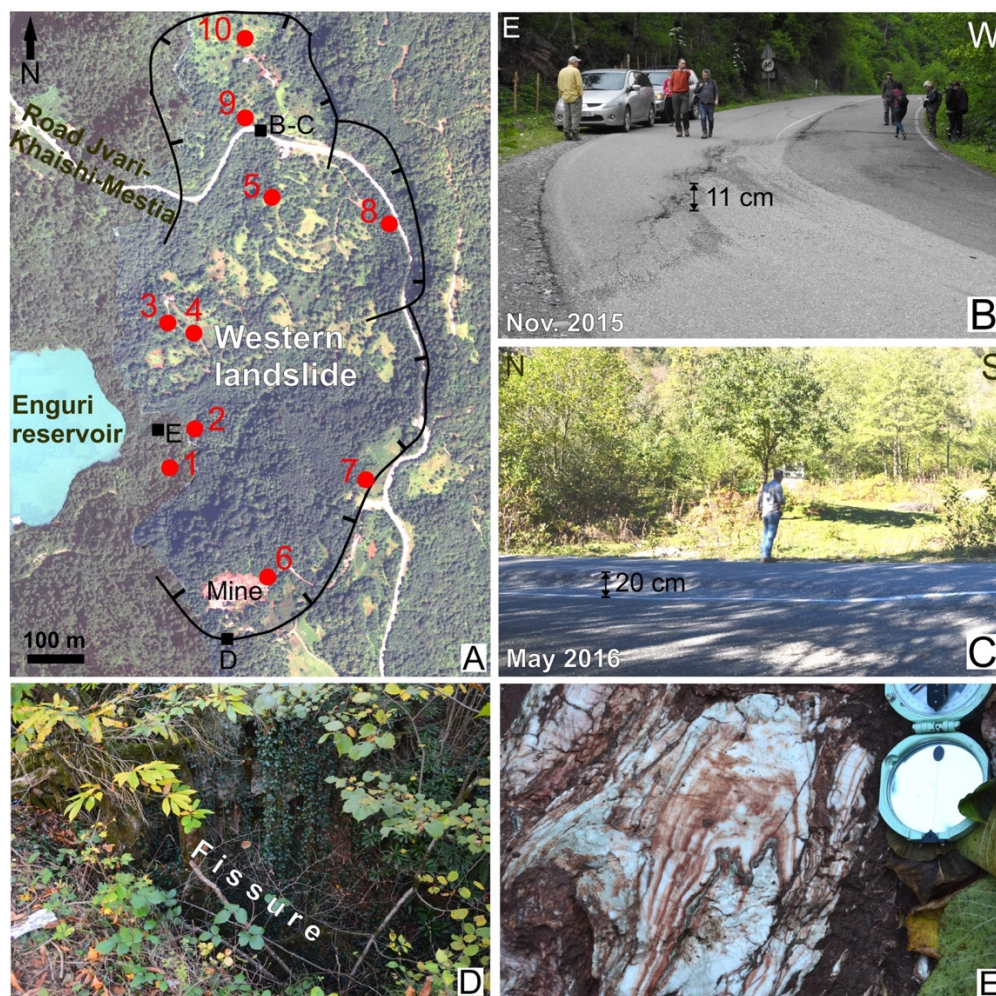 N
Road Jvari-
Khaishi-Mestia
10
9
B-C
5
8
3
4
Western
landslide
Enguri
reservoir
E
2
1
7
6
Mine
D
100 m
A
E
W
11 cm
Nov. 2015
B
N
S
20 cm
May 2016
C
Fissure
D
E